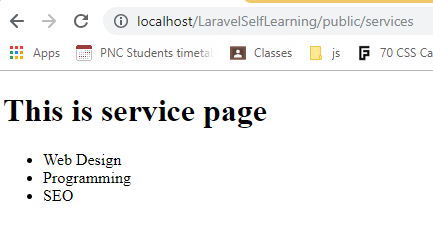 localhost/LaravelSelfLearning/public/services
Apps PNC Students timetal Classes js 70 CSS Ca
This is service page
Web Design
Programming
SEO